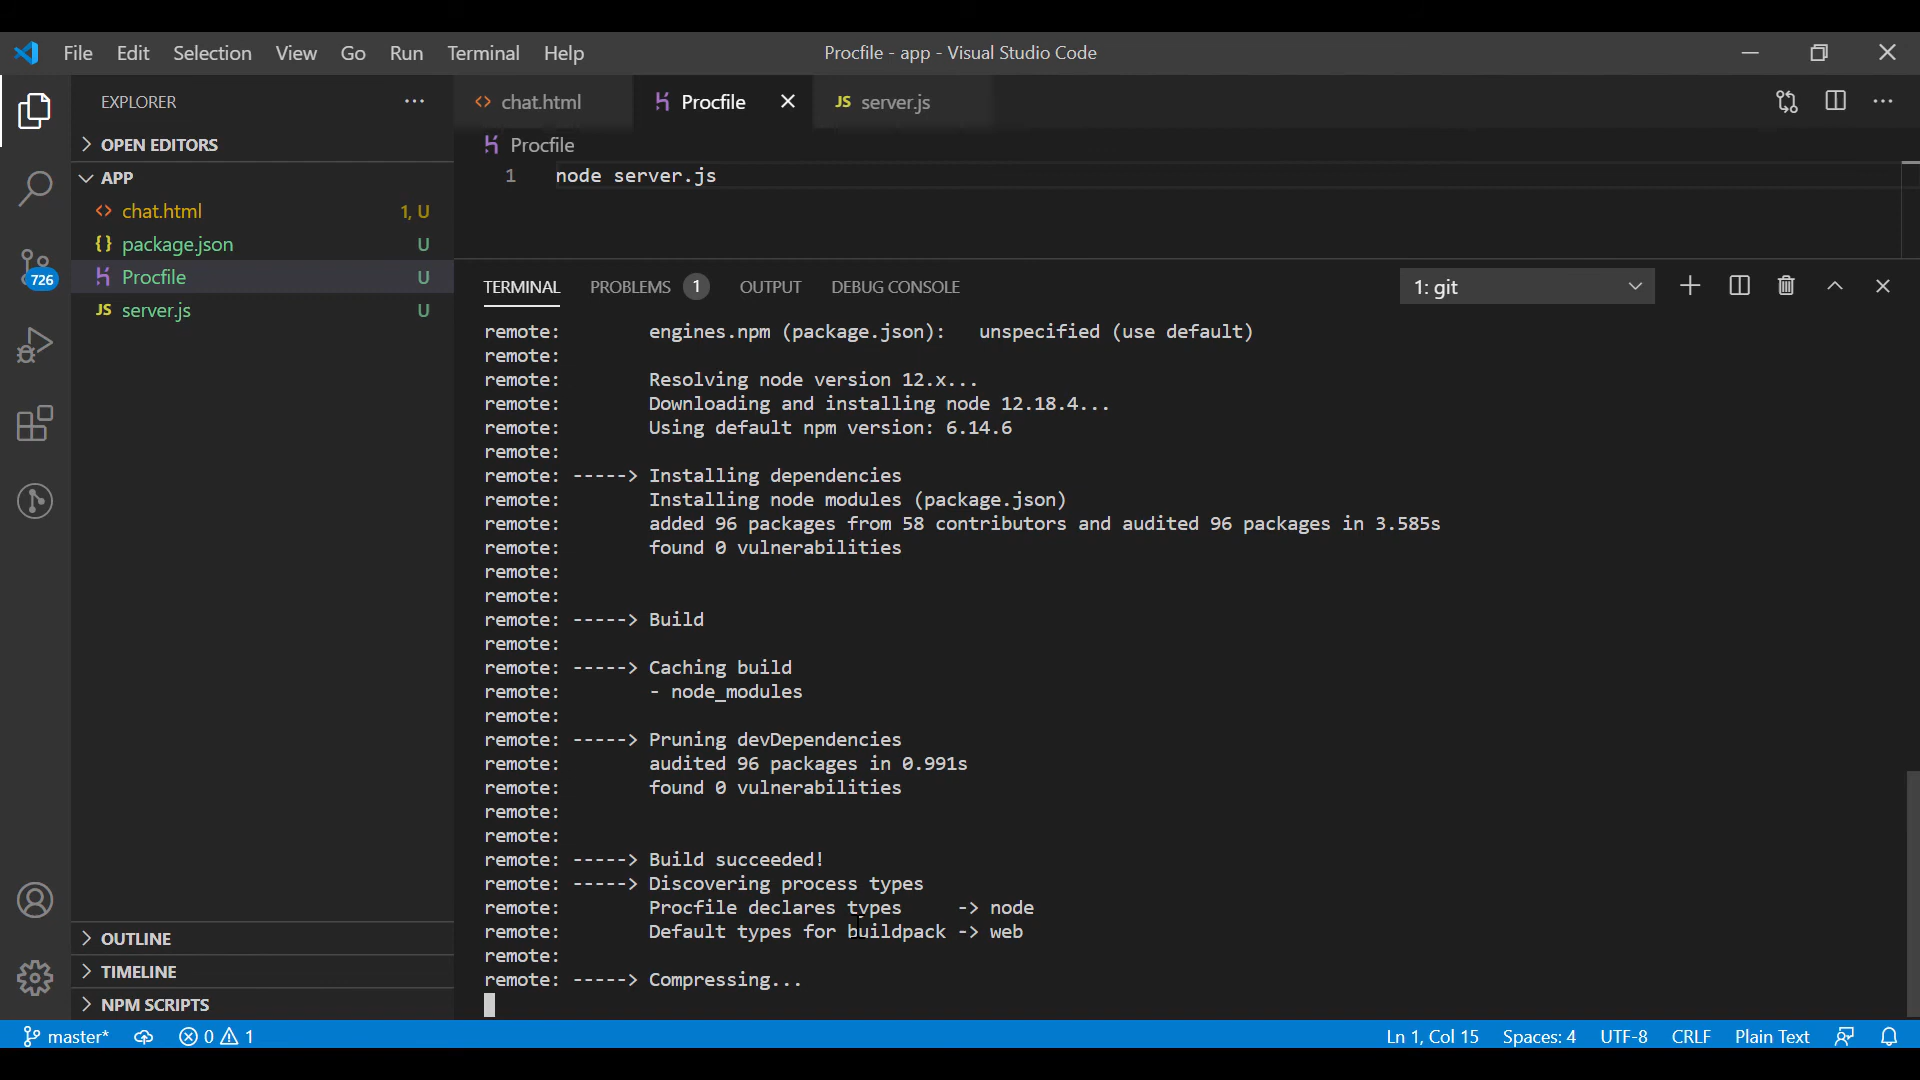 File Edit Selection View Go Run Terminal Help
Procfile - app - Visual Studio Code
EXPLORER
chat.html
Procfile
JS server.js
OPEN EDITORS
APP
chat.html 1, U
{} package.json U
Procfile U
JS server.js U
726
OUTLINE
TIMELINE
NPM SCRIPTS
Procfile
1 node server.js
TERMINAL PROBLEMS 1 OUTPUT DEBUG CONSOLE 1: git
remote: engines.npm (package.json): unspecified (use default)
remote:
remote: Resolving node version 12.x...
remote: Downloading and installing node 12.18.4...
remote: Using default npm version: 6.14.6
remote:
remote: -----> Installing dependencies
remote: Installing node modules (package.json)
remote: added 96 packages from 58 contributors and audited 96 packages in 3.585s
remote: found 0 vulnerabilities
remote:
remote:
remote: -----> Build
remote:
remote: -----> Caching build
remote: - node_modules
remote:
remote: -----> Pruning devDependencies
remote: audited 96 packages in 0.991s
remote: found 0 vulnerabilities
remote:
remote:
remote: -----> Build succeeded!
remote: -----> Discovering process types
remote: Procfile declares types -> node
remote: Default types for buildpack -> web
remote:
remote: -----> Compressing...
master* 0 1 Ln 1, Col 15 Spaces: 4 UTF-8 CRLF Plain Text